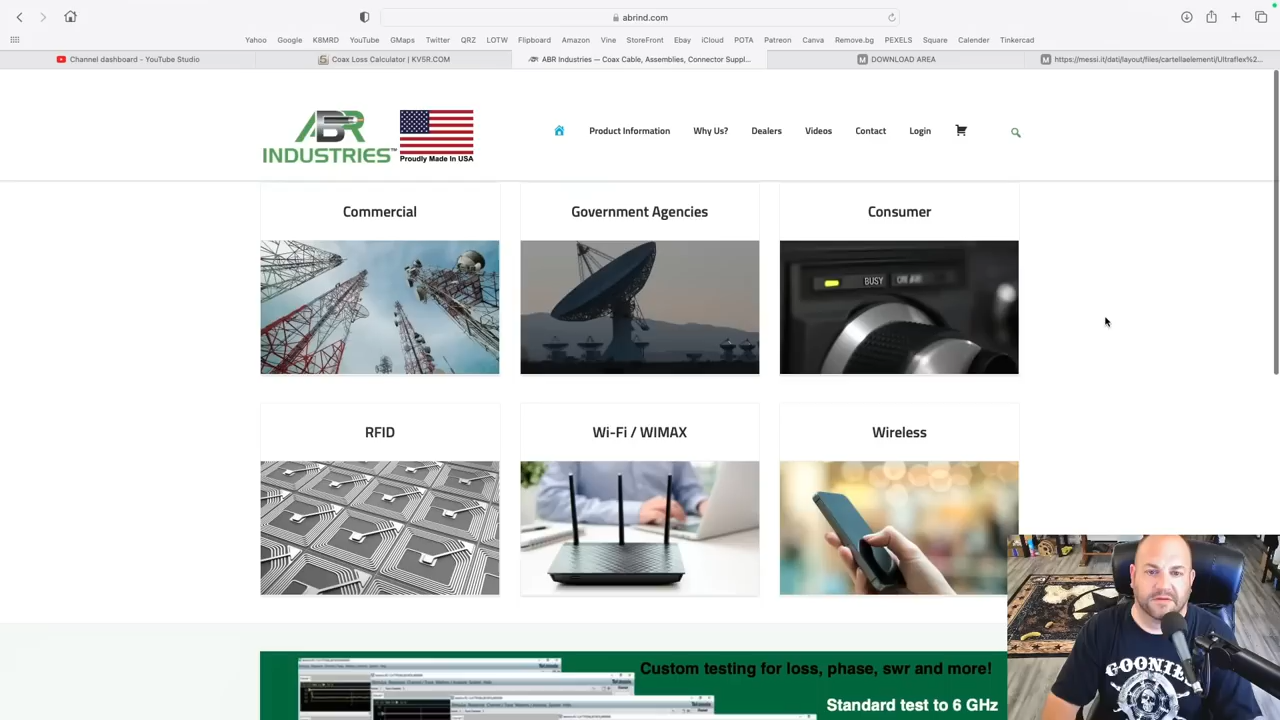 abrind.com
Yahoo Google K8MRD YouTube GMaps Twitter QRZ LOTW Flipboard Amazon Vine StoreFront Ebay iCloud POTA Patreon Canva Remove.bg PEXELS Square Calender Tinkercad
Channel dashboard - YouTube Studio
Coax Loss Calculator | KV5R.COM
ABR Industries — Coax Cable, Assemblies, Connector Suppl...
DOWNLOAD AREA
https://messi.it/dati/layout/files/cartellaelementi/Ultraflex%2...
ABR
INDUSTRIES™
Proudly Made In USA
Product Information Why Us? Dealers Videos Contact Login
Commercial
Government Agencies
Consumer
BUSY
ON AIR
RFID
Wi-Fi / WIMAX
Wireless
Custom testing for
phase, swr and more!
Standard test to 6 GHz
GOONI